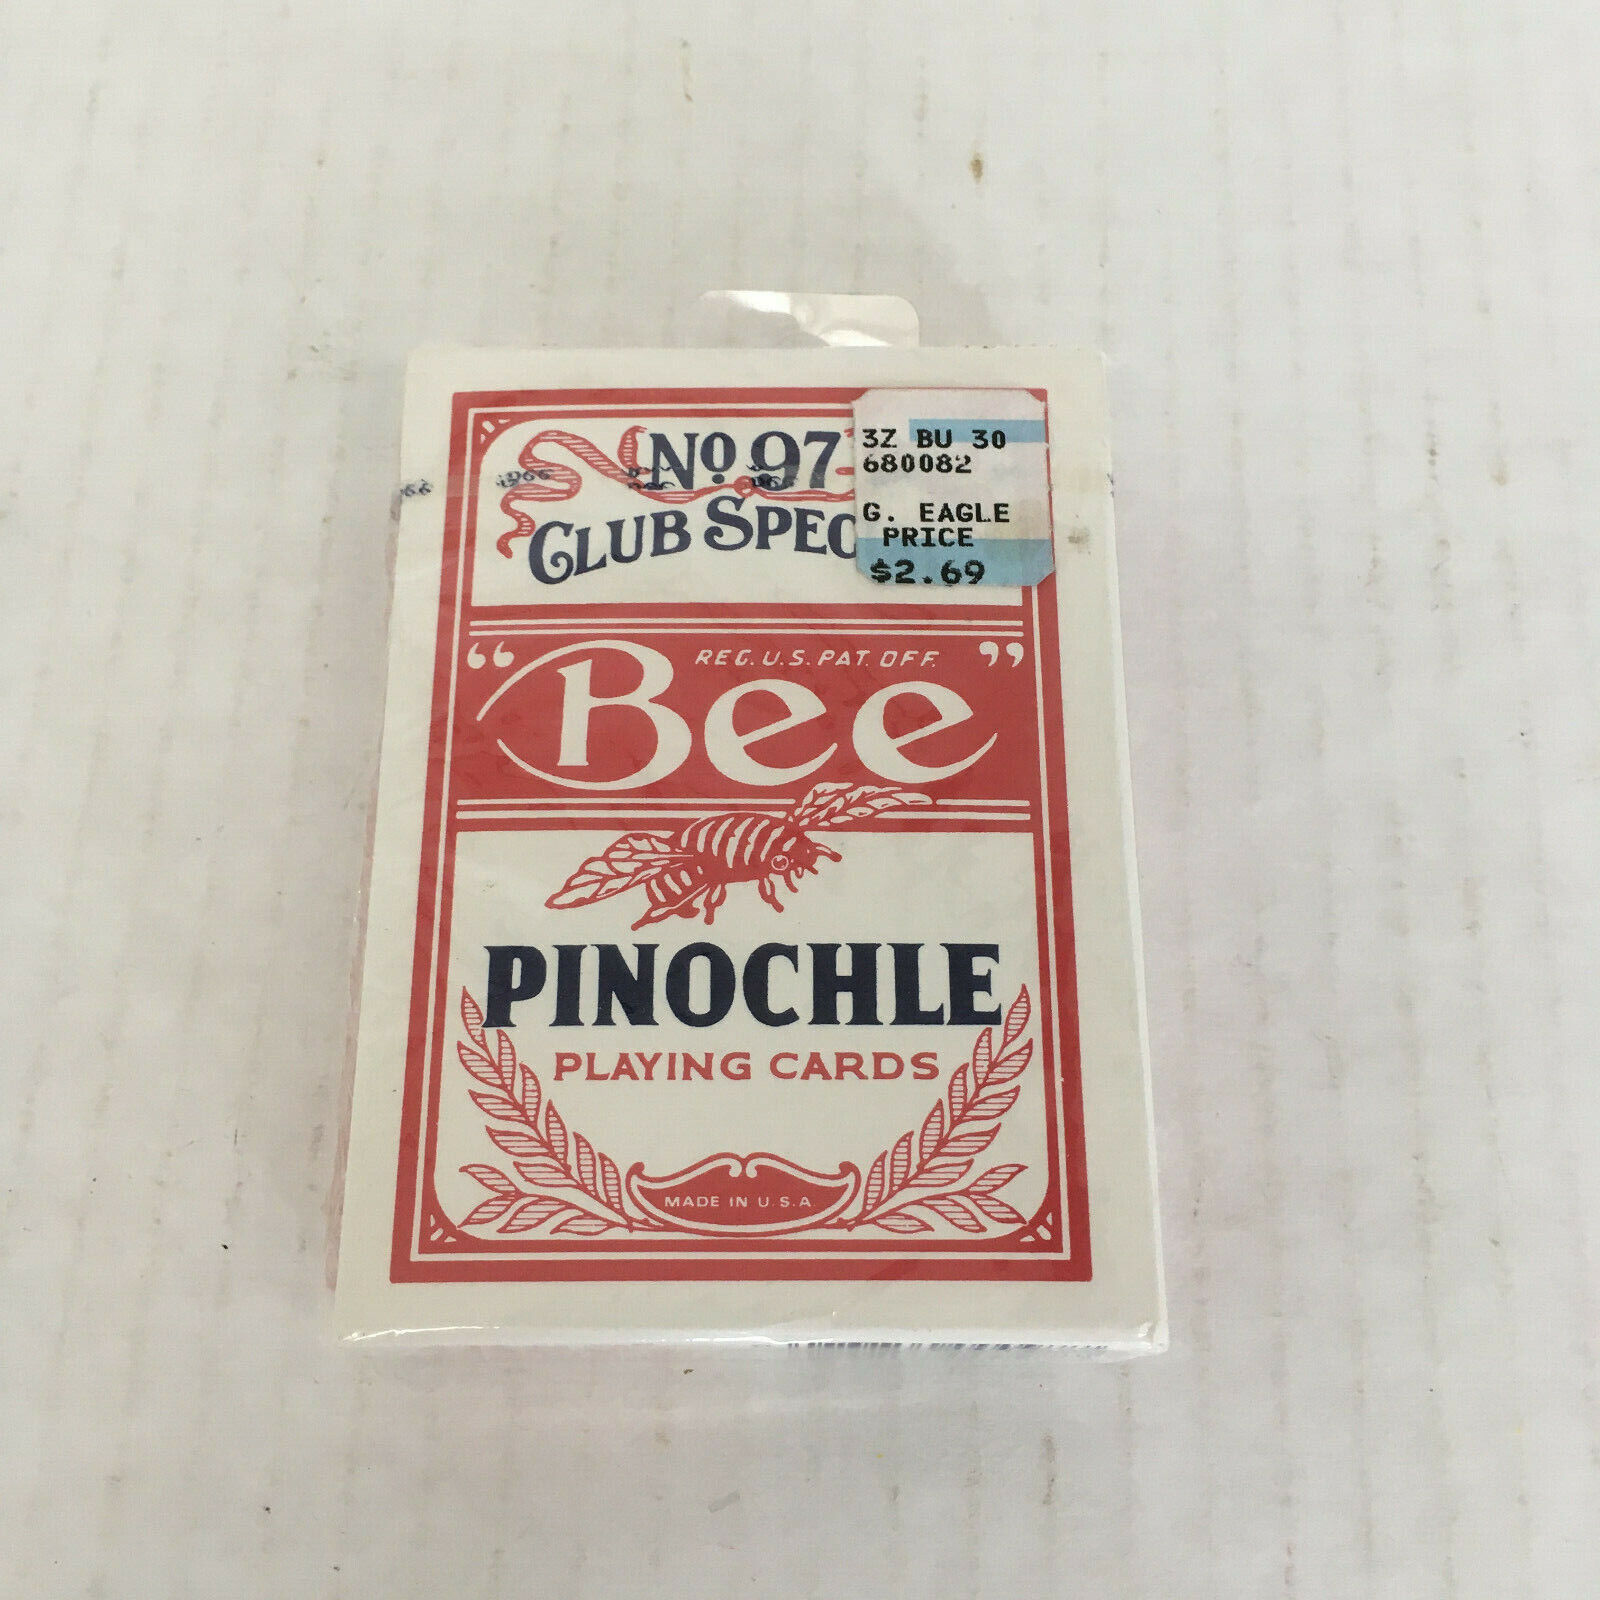 No 97
CLUB SPEC
3Z BU 30
680082
G. EAGLE
PRICE
$2.69
“Bee”
REG. U.S. PAT. OFF.
PINOCHLE
PLAYING CARDS
MADE IN U.S.A.